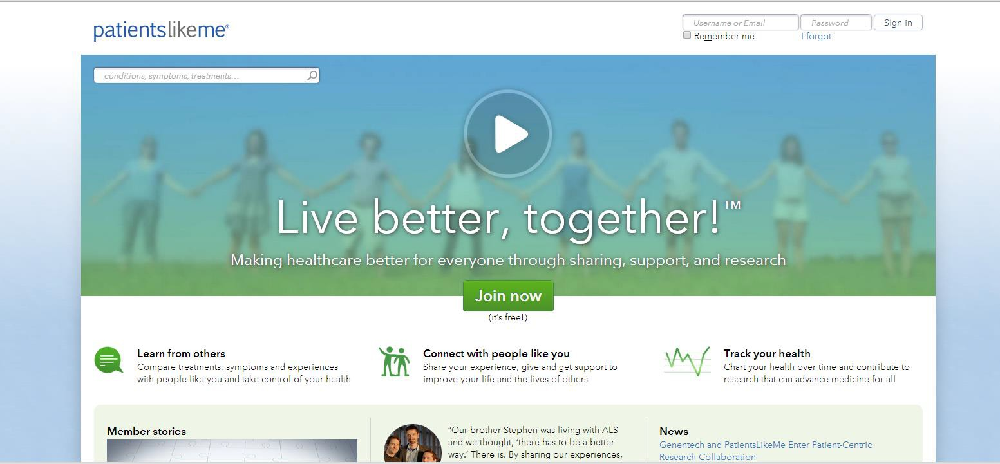 patientslikeme®
Username or Email
Password
Sign in
Remember me
I forgot
conditions, symptoms, treatments...
Live better, together!™
Making healthcare better for everyone through sharing, support, and research
Join now
(it's free!)
Learn from others
Compare treatments, symptoms and experiences
with people like you and take control of your health
Connect with people like you
Share your experience, give and get support to
improve your life and the lives of others
Track your health
Chart your health over time and contribute to
research that can advance medicine for all
Member stories
“Our brother Stephen was living with ALS
and we thought, ‘there has to be a better
way.’ There is. By sharing our experiences,
News
Genentech and PatientsLikeMe Enter Patient-Centric
Research Collaboration